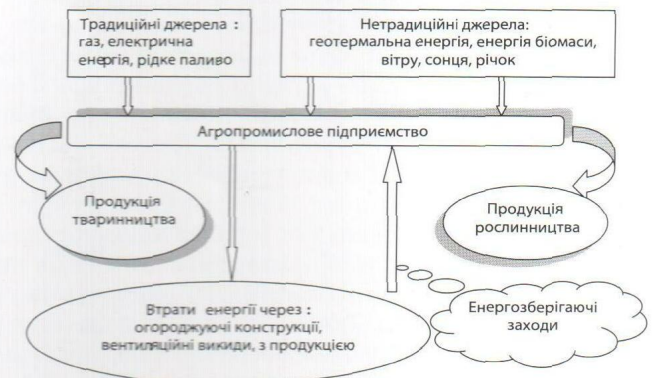 Традиційні джерела :
газ, електрична
енергія, рідке паливо
Нетрадиційні джерела:
геотермальна енергія, енергія біомаси,
вітру, сонця, річок
Агропромислове підприємство
Продукція
тваринництва
Продукція
рослинництва
Втрати енергії через :
огороджуючі конструкції,
вентиляційні викиди, з продукцією
Енергозберігаючі
заходи